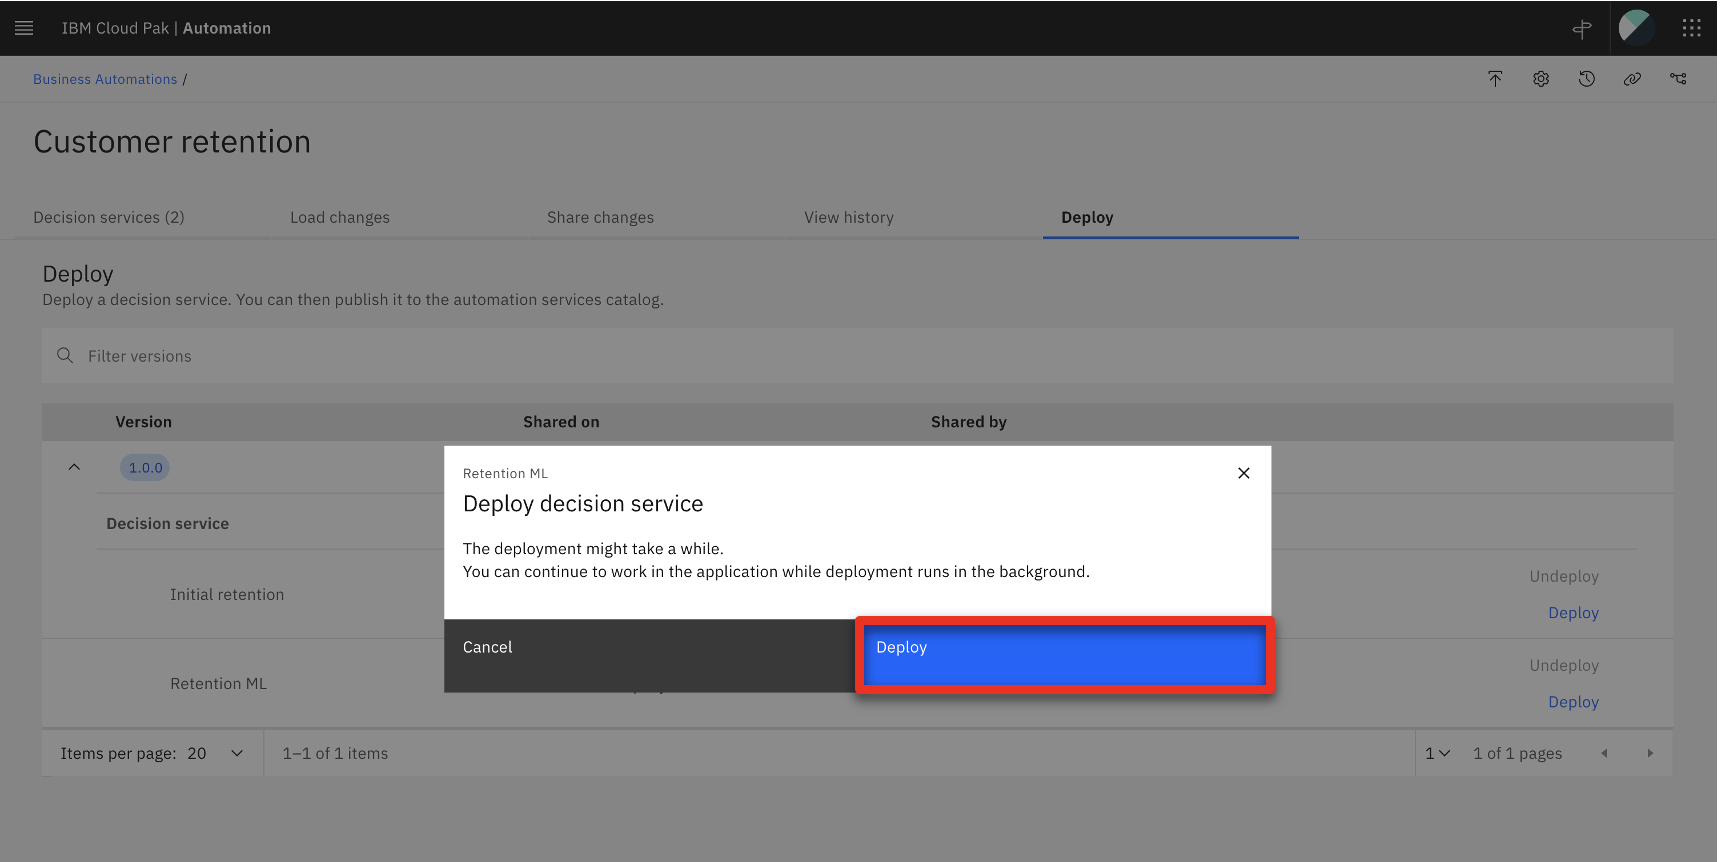 IBM Cloud Pak | Automation
Business Automations /
Customer retention
Decision services (2)
Load changes
Share changes
View history
Deploy
Deploy
Deploy a decision service. You can then publish it to the automation services catalog.
Filter versions
Version
Shared on
Shared by
1.0.0
Decision service
Initial retention
Undeploy
Deploy
Retention ML
Undeploy
Deploy
Retention ML
Deploy decision service
The deployment might take a while.
You can continue to work in the application while deployment runs in the background.
Cancel
Deploy
Items per page: 20
1–1 of 1 items
1
1 of 1 pages